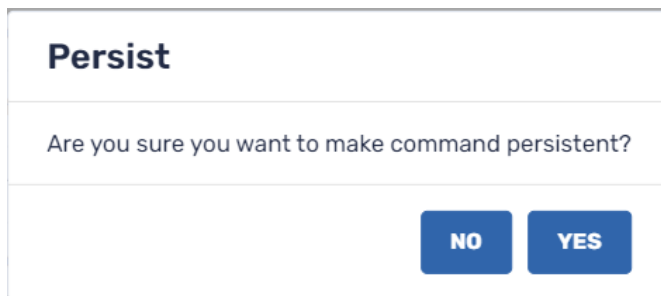 Persist
Are you sure you want to make command persistent?
NO YES